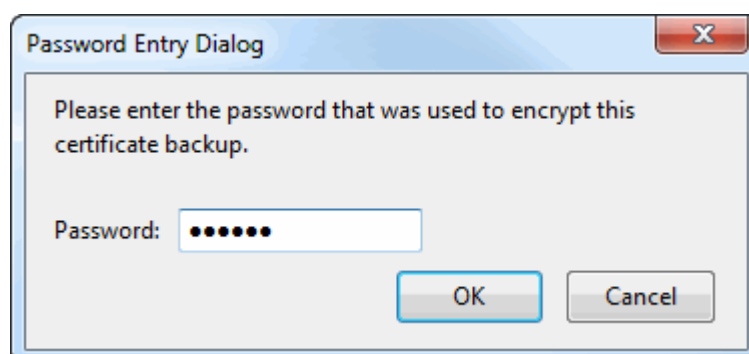 Password Entry Dialog
Please enter the password that was used to encrypt this
certificate backup.
Password: ●●●●●●
OK Cancel